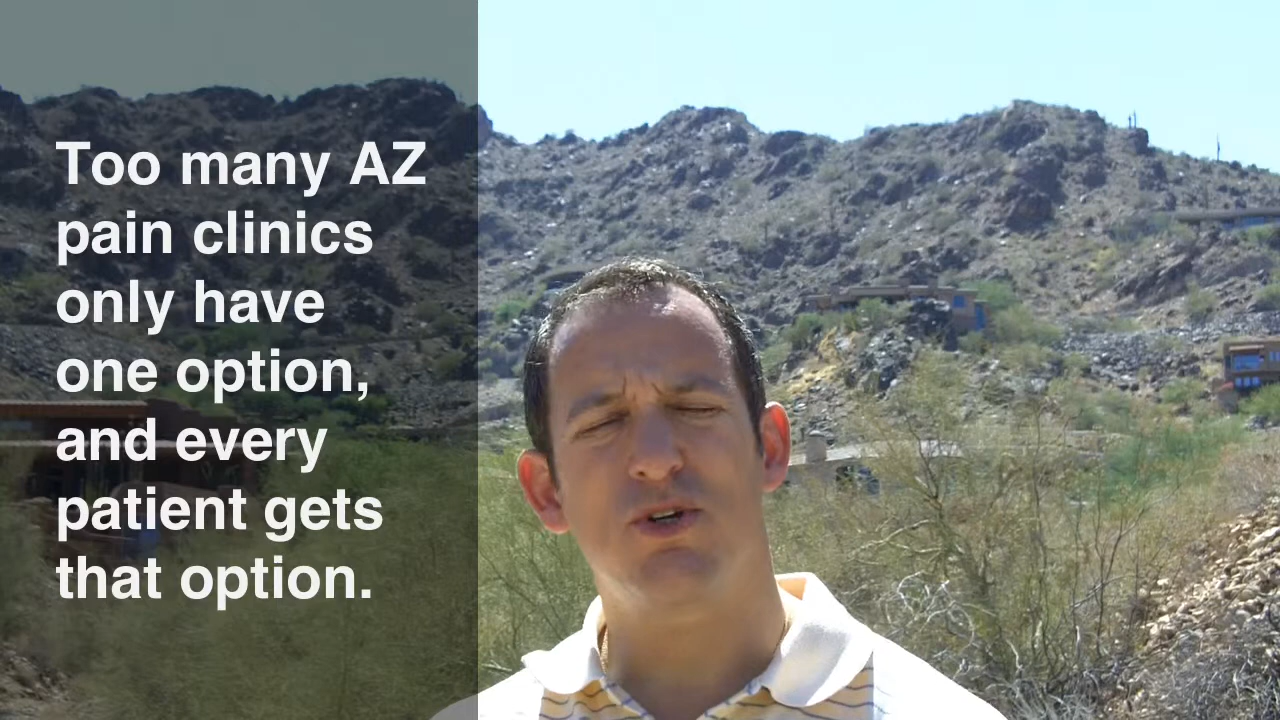 Too many AZ
pain clinics
only have
one option,
and every
patient gets
that option.